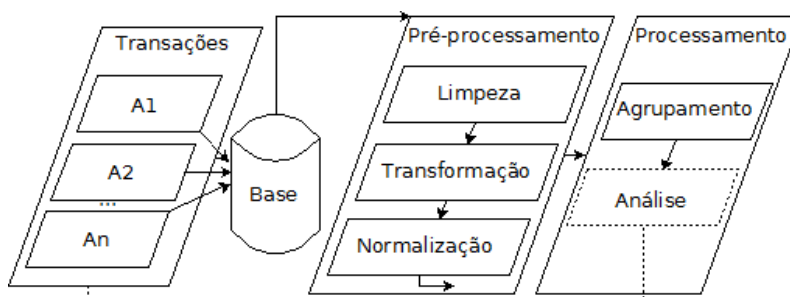 Transações
A1
A2
...
An
Base
Pré-processamento
Limpeza
Transformação
Normalização
Processamento
Agrupamento
Análise